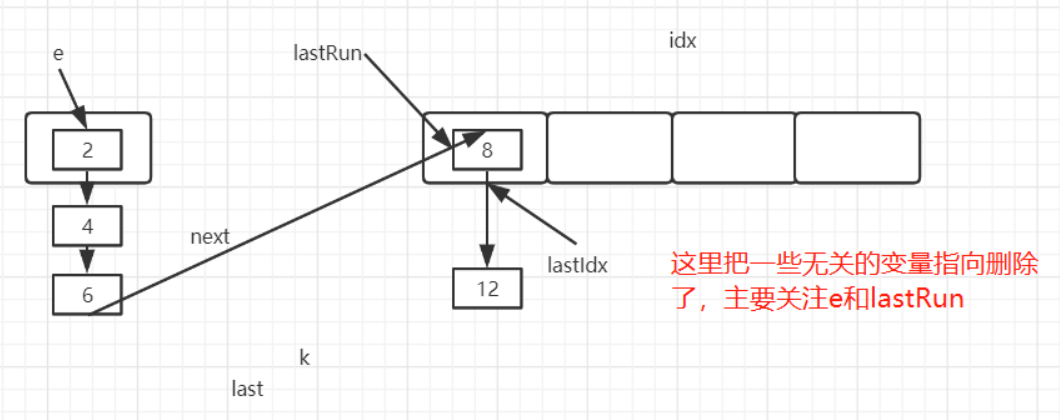 idx
e
lastRun
2
8
4
next
lastIdx
6
12
这里把一些无关的变量指向删除
了，主要关注e和lastRun
k
last